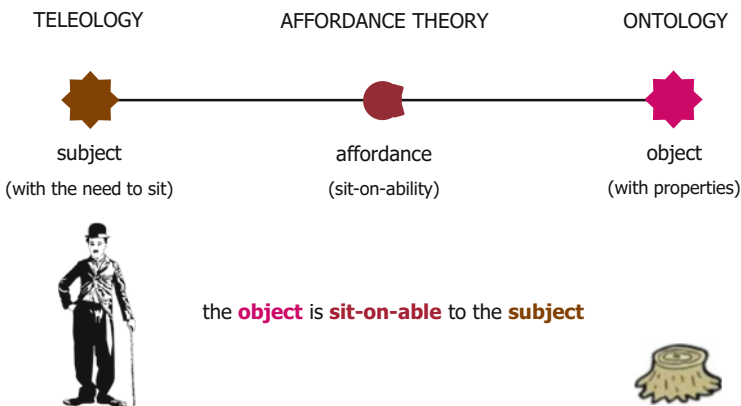 TELEOLOGY AFFORDANCE THEORY ONTOLOGY
subject affordance object
(with the need to sit) (sit-on-ability) (with properties)
the object is sit-on-able to the subject